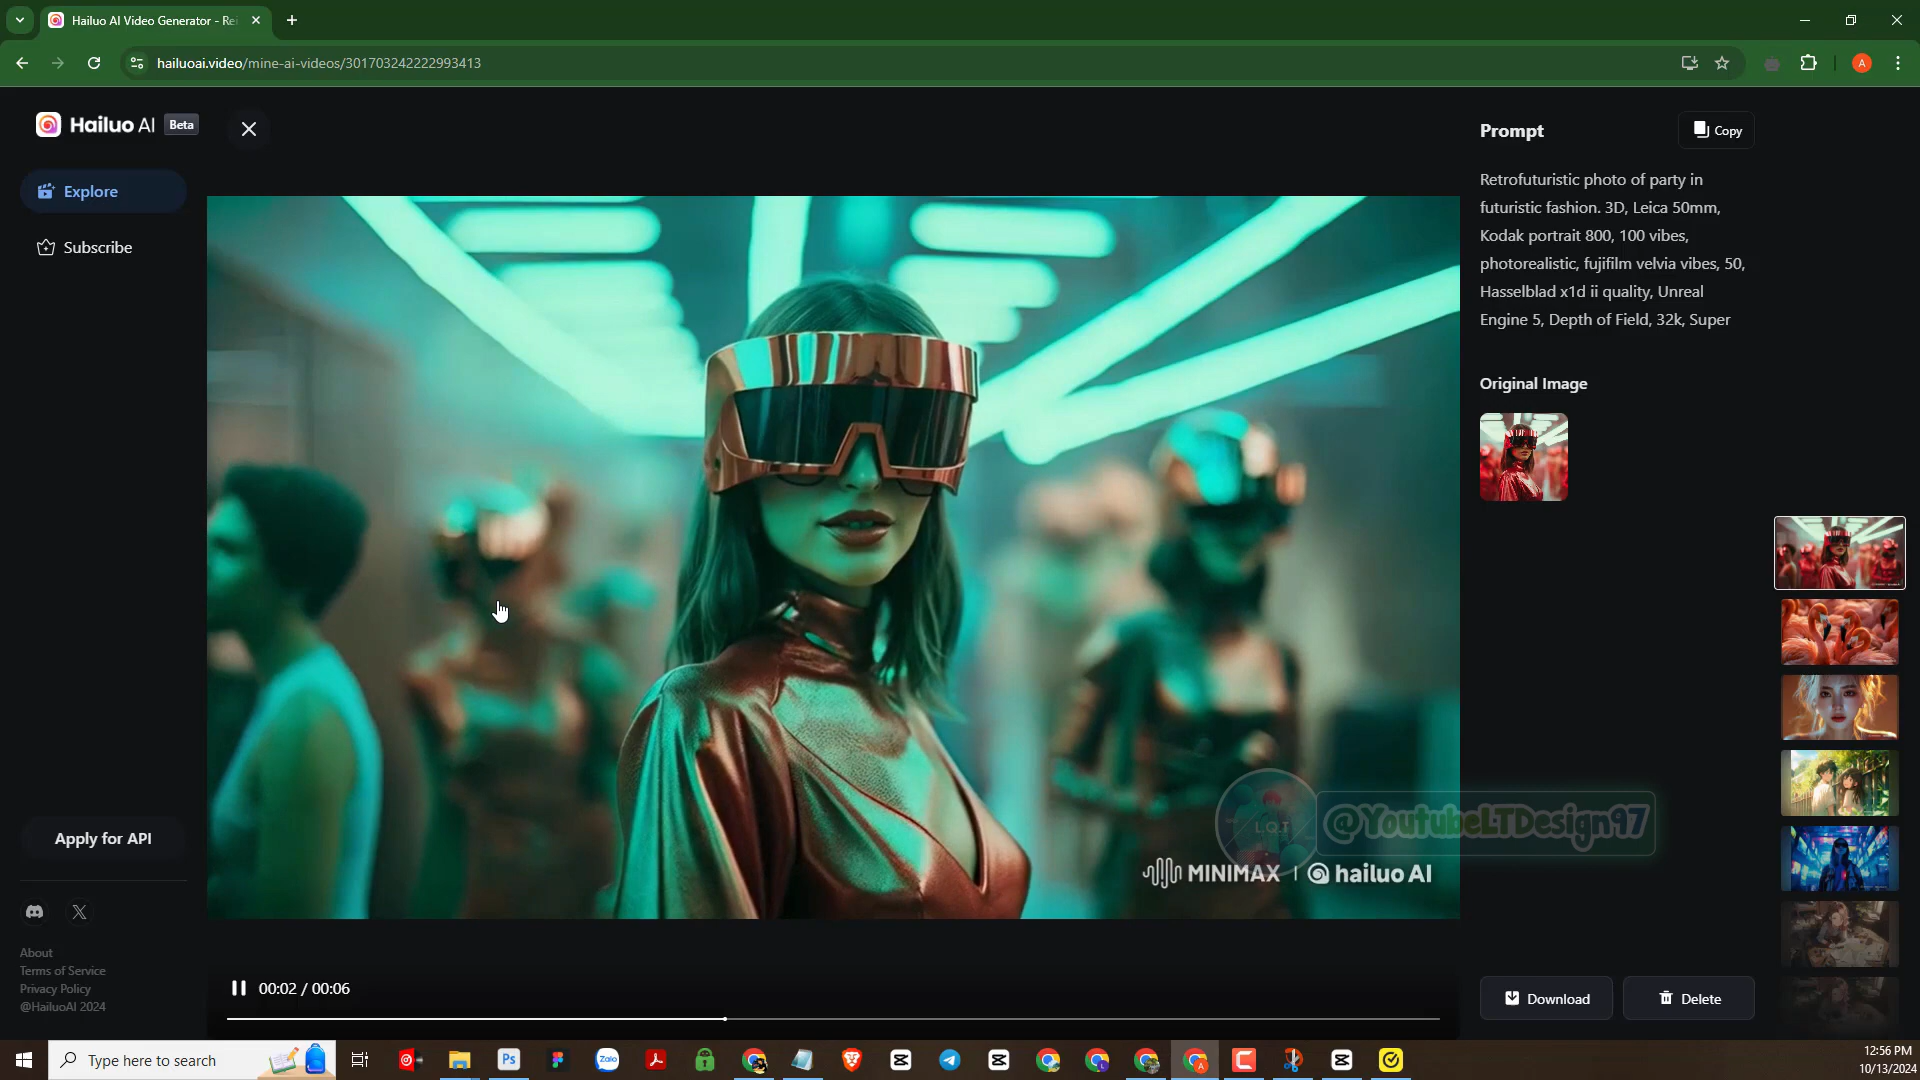 Hailuo AI Video Generator - Rei
hailuoai.video/mine-ai-videos/301703242222993413
A
Hailuo AI Beta
Explore
Subscribe
Apply for API
About
Terms of Service
Privacy Policy
@HailuoAI 2024
MINIMAX | hailuo AI
L.Q.T
@YoutubeLTDesign97
00:02 / 00:06
Prompt
Copy
Retrofuturistic photo of party in
futuristic fashion. 3D, Leica 50mm,
Kodak portrait 800, 100 vibes,
photorealistic, fujifilm velvia vibes, 50,
Hasselblad x1d ii quality, Unreal
Engine 5, Depth of Field, 32k, Super
Original Image
Download
Delete
Type here to search
Ps
Zalo
12:56 PM
10/13/2024